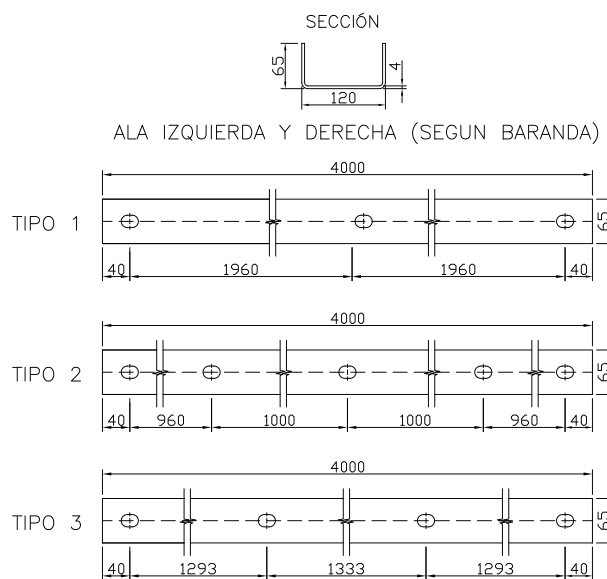 SECCIÓN
65
4
120
ALA IZQUIERDA Y DERECHA (SEGUN BARANDA)
4000
TIPO 1
65
40 1960 1960 40
4000
TIPO 2
65
40 960 1000 1000 960 40
4000
TIPO 3
65
40 1293 1333 1293 40